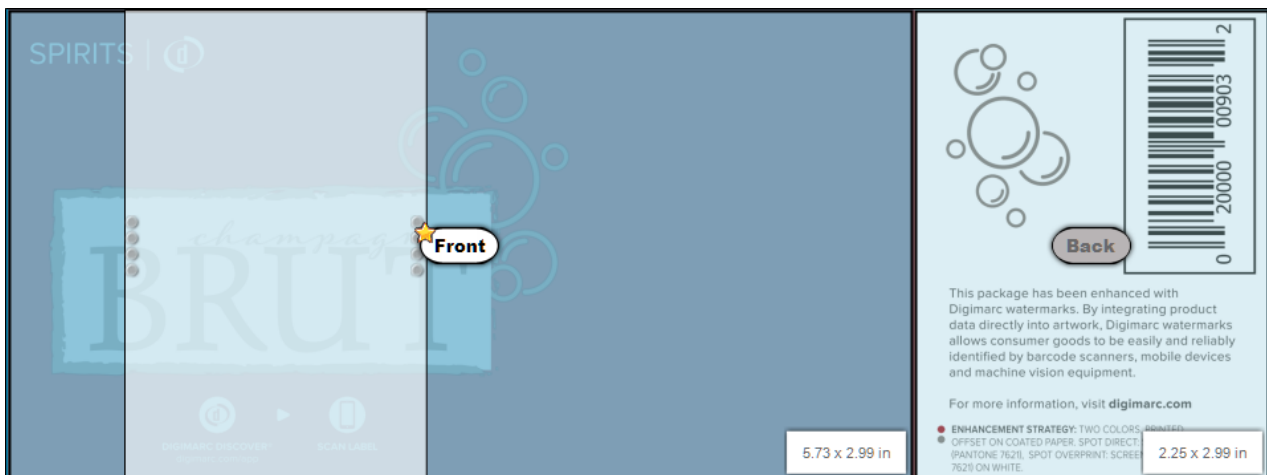 SPIRITS | d
champagn
BRUT
Front
d
DIGIMARC DISCOVER®
SCAN LABEL
5.73 x 2.99 in
0 20000 00903 2
Back
This package has been enhanced with
Digimarc watermarks. By integrating product
data directly into artwork, Digimarc watermarks
allows consumer goods to be easily and reliably
identified by barcode scanners, mobile devices
and machine vision equipment.
For more information, visit digimarc.com
ENHANCEMENT STRATEGY: TWO COLORS, PRINTED
OFFSET ON COATED PAPER. SPOT DIRECT:
(PANTONE 7621), SPOT OVERPRINT: SCREEN
7621) ON WHITE.
2.25 x 2.99 in